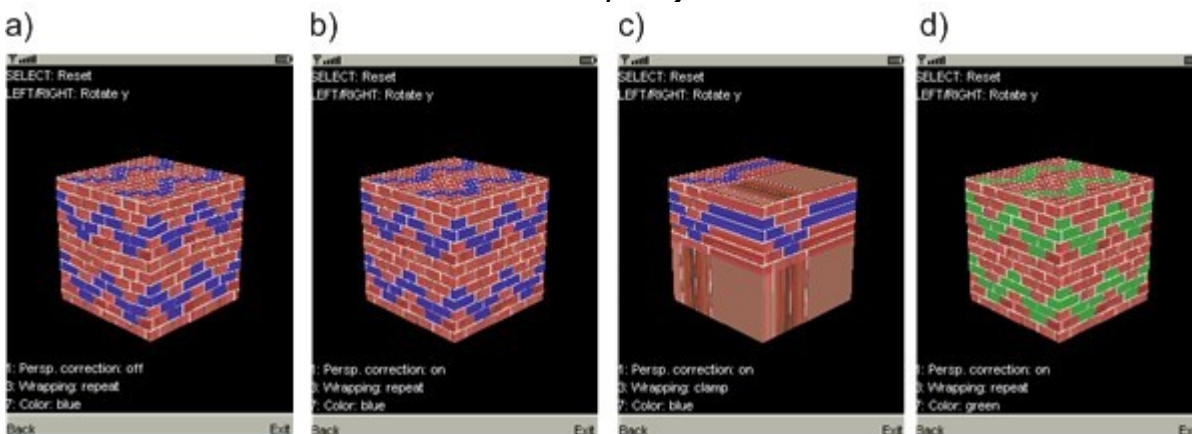 a)
SELECT: Reset
LEFT/RIGHT: Rotate y
1: Persp. correction: off
3: Wrapping: repeat
7: Color: blue
Back Exit
b)
SELECT: Reset
LEFT/RIGHT: Rotate y
1: Persp. correction: on
3: Wrapping: repeat
7: Color: blue
Back Exit
c)
SELECT: Reset
LEFT/RIGHT: Rotate y
1: Persp. correction: on
3: Wrapping: clamp
7: Color: blue
Back Exit
d)
SELECT: Reset
LEFT/RIGHT: Rotate y
1: Persp. correction: on
3: Wrapping: repeat
7: Color: green
Back